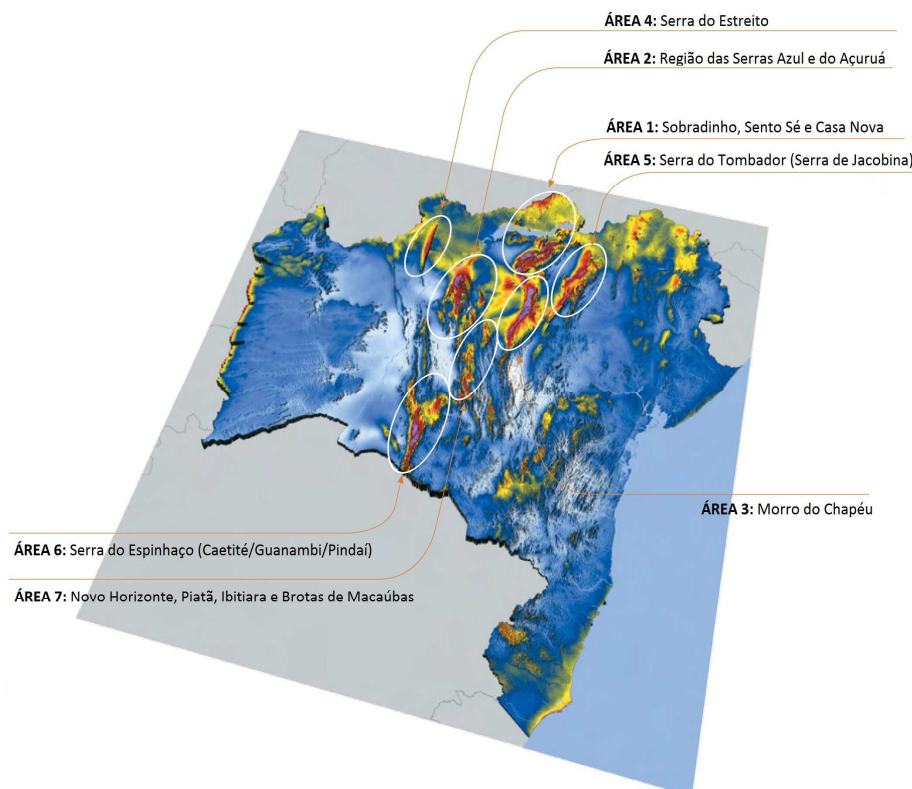 ÁREA 4: Serra do Estreito
ÁREA 2: Região das Serras Azul e do Açuruá
ÁREA 1: Sobradinho, Sento Sé e Casa Nova
ÁREA 5: Serra do Tombador (Serra de Jacobina)
ÁREA 3: Morro do Chapéu
ÁREA 6: Serra do Espinhaço (Caetité/Guanambi/Pindaí)
ÁREA 7: Novo Horizonte, Piatã, Ibitiara e Brotas de Macaúbas